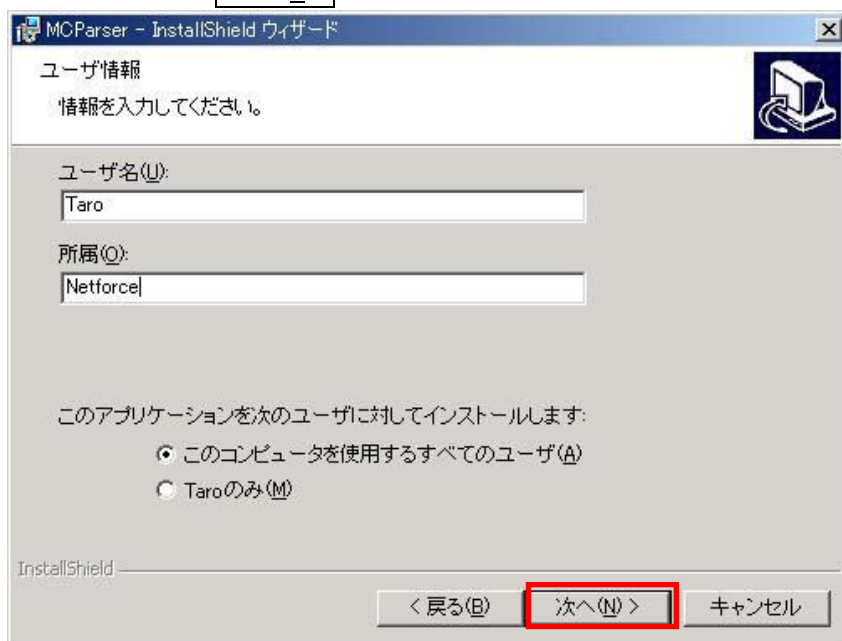 MCParser - InstallShield ウィザード
ユーザ情報
情報を入力してください。
ユーザ名(U):
Taro
所属(O):
Netforce
このアプリケーションを次のユーザに対してインストールします:
このコンピュータを使用するすべてのユーザ(A)
Taroのみ(M)
InstallShield
< 戻る(B) 次へ(N) > キャンセル